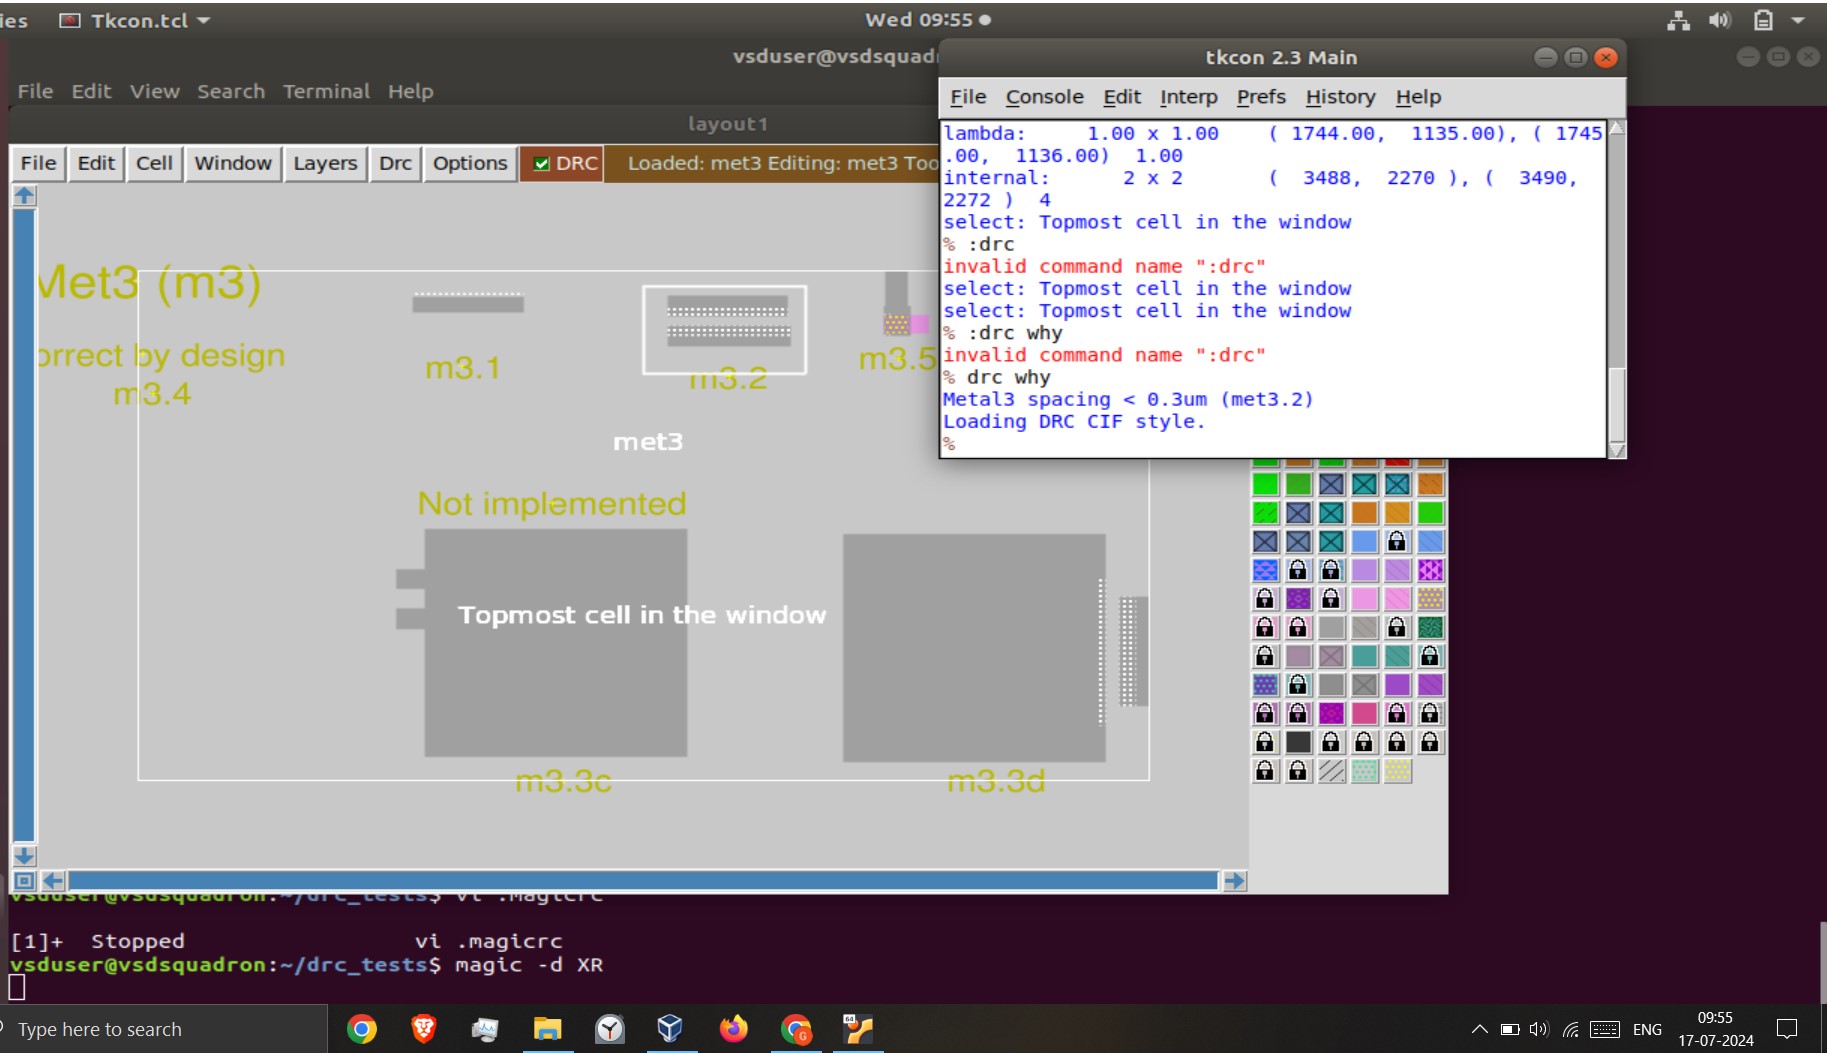 ies Tkcon.tcl Wed 09:55
vsduser@vsdsquad
File Edit View Search Terminal Help
layout1
File Edit Cell Window Layers Drc Options DRC Loaded: met3 Editing: met3 Too
Met3 (m3)
orrect by design
m3.4
m3.1
m3.2
m3.5
met3
Not implemented
Topmost cell in the window
m3.3c
m3.3d
tkcon 2.3 Main
File Console Edit Interp Prefs History Help
lambda: 1.00 x 1.00 ( 1744.00, 1135.00), ( 1745
.00, 1136.00) 1.00
internal: 2 x 2 ( 3488, 2270 ), ( 3490,
2272 ) 4
select: Topmost cell in the window
% :drc
invalid command name ":drc"
select: Topmost cell in the window
select: Topmost cell in the window
% :drc why
invalid command name ":drc"
% drc why
Metal3 spacing < 0.3um (met3.2)
Loading DRC CIF style.
%
vsduser@vsdsquadron:~/drc_tests$ vi .magicrc
[1]+ Stopped vi .magicrc
vsduser@vsdsquadron:~/drc_tests$ magic -d XR
Type here to search
64
G
ENG
09:55
17-07-2024